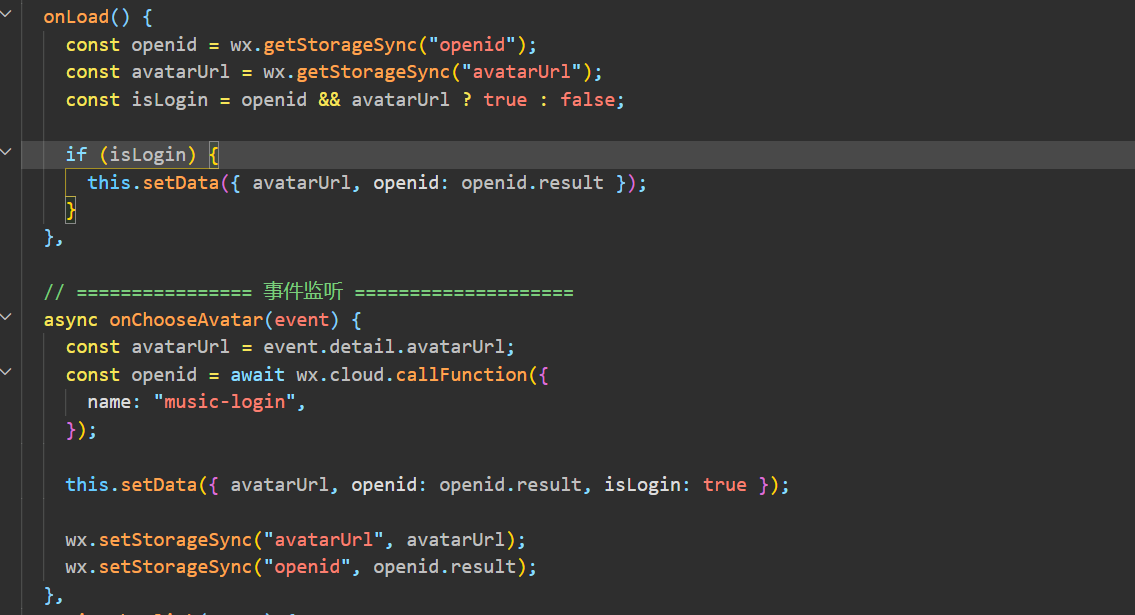 onLoad() {
const openid = wx.getStorageSync("openid");
const avatarUrl = wx.getStorageSync("avatarUrl");
const isLogin = openid && avatarUrl ? true : false;
if (isLogin) {
this.setData({ avatarUrl, openid: openid.result });
}
},
// ================ 事件监听 ====================
async onChooseAvatar(event) {
const avatarUrl = event.detail.avatarUrl;
const openid = await wx.cloud.callFunction({
name: "music-login",
});
this.setData({ avatarUrl, openid: openid.result, isLogin: true });
wx.setStorageSync("avatarUrl", avatarUrl);
wx.setStorageSync("openid", openid.result);
},